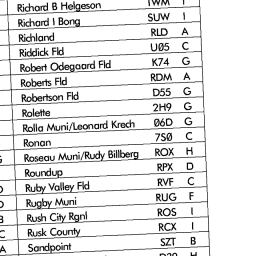 Richard B Helgeson TWM I
Richard I Bong SUW I
Richland RLD A
Riddick Fld U05 C
Robert Odegaard Fld K74 G
Roberts Fld RDM A
Robertson Fld D55 G
Rolette 2H9 G
Rolla Muni/Leonard Krech 06D G
Ronan 7S0 C
G Roseau Muni/Rudy Billberg ROX H
Roundup RPX D
D Ruby Valley Fld RVF C
D Rugby Muni RUG F
B Rush City Rgnl ROS I
C Rusk County RCX I
A Sandpoint SZT B
H